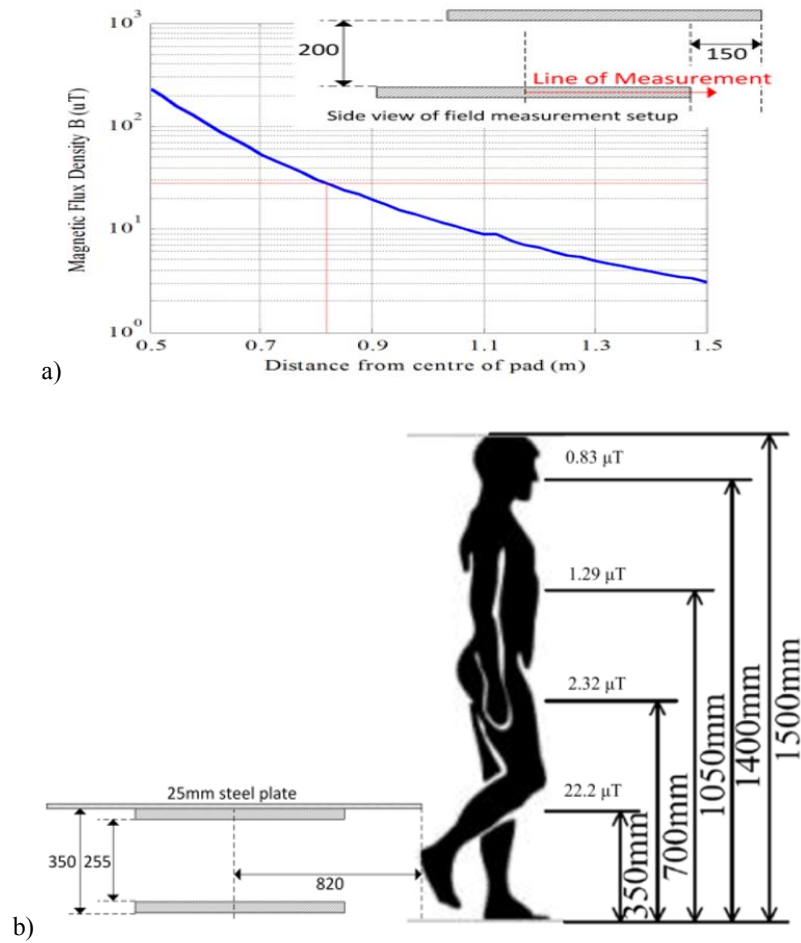 10³
10²
10¹
10⁰
Magnetic Flux Density B (uT)
200
150
Line of Measurement
Side view of field measurement setup
0.5 0.7 0.9 1.1 1.3 1.5
Distance from centre of pad (m)
a)
0.83 μT
1.29 μT
2.32 μT
22.2 μT
25mm steel plate
350 255
820
350mm
700mm
1050mm
1400mm
1500mm
b)